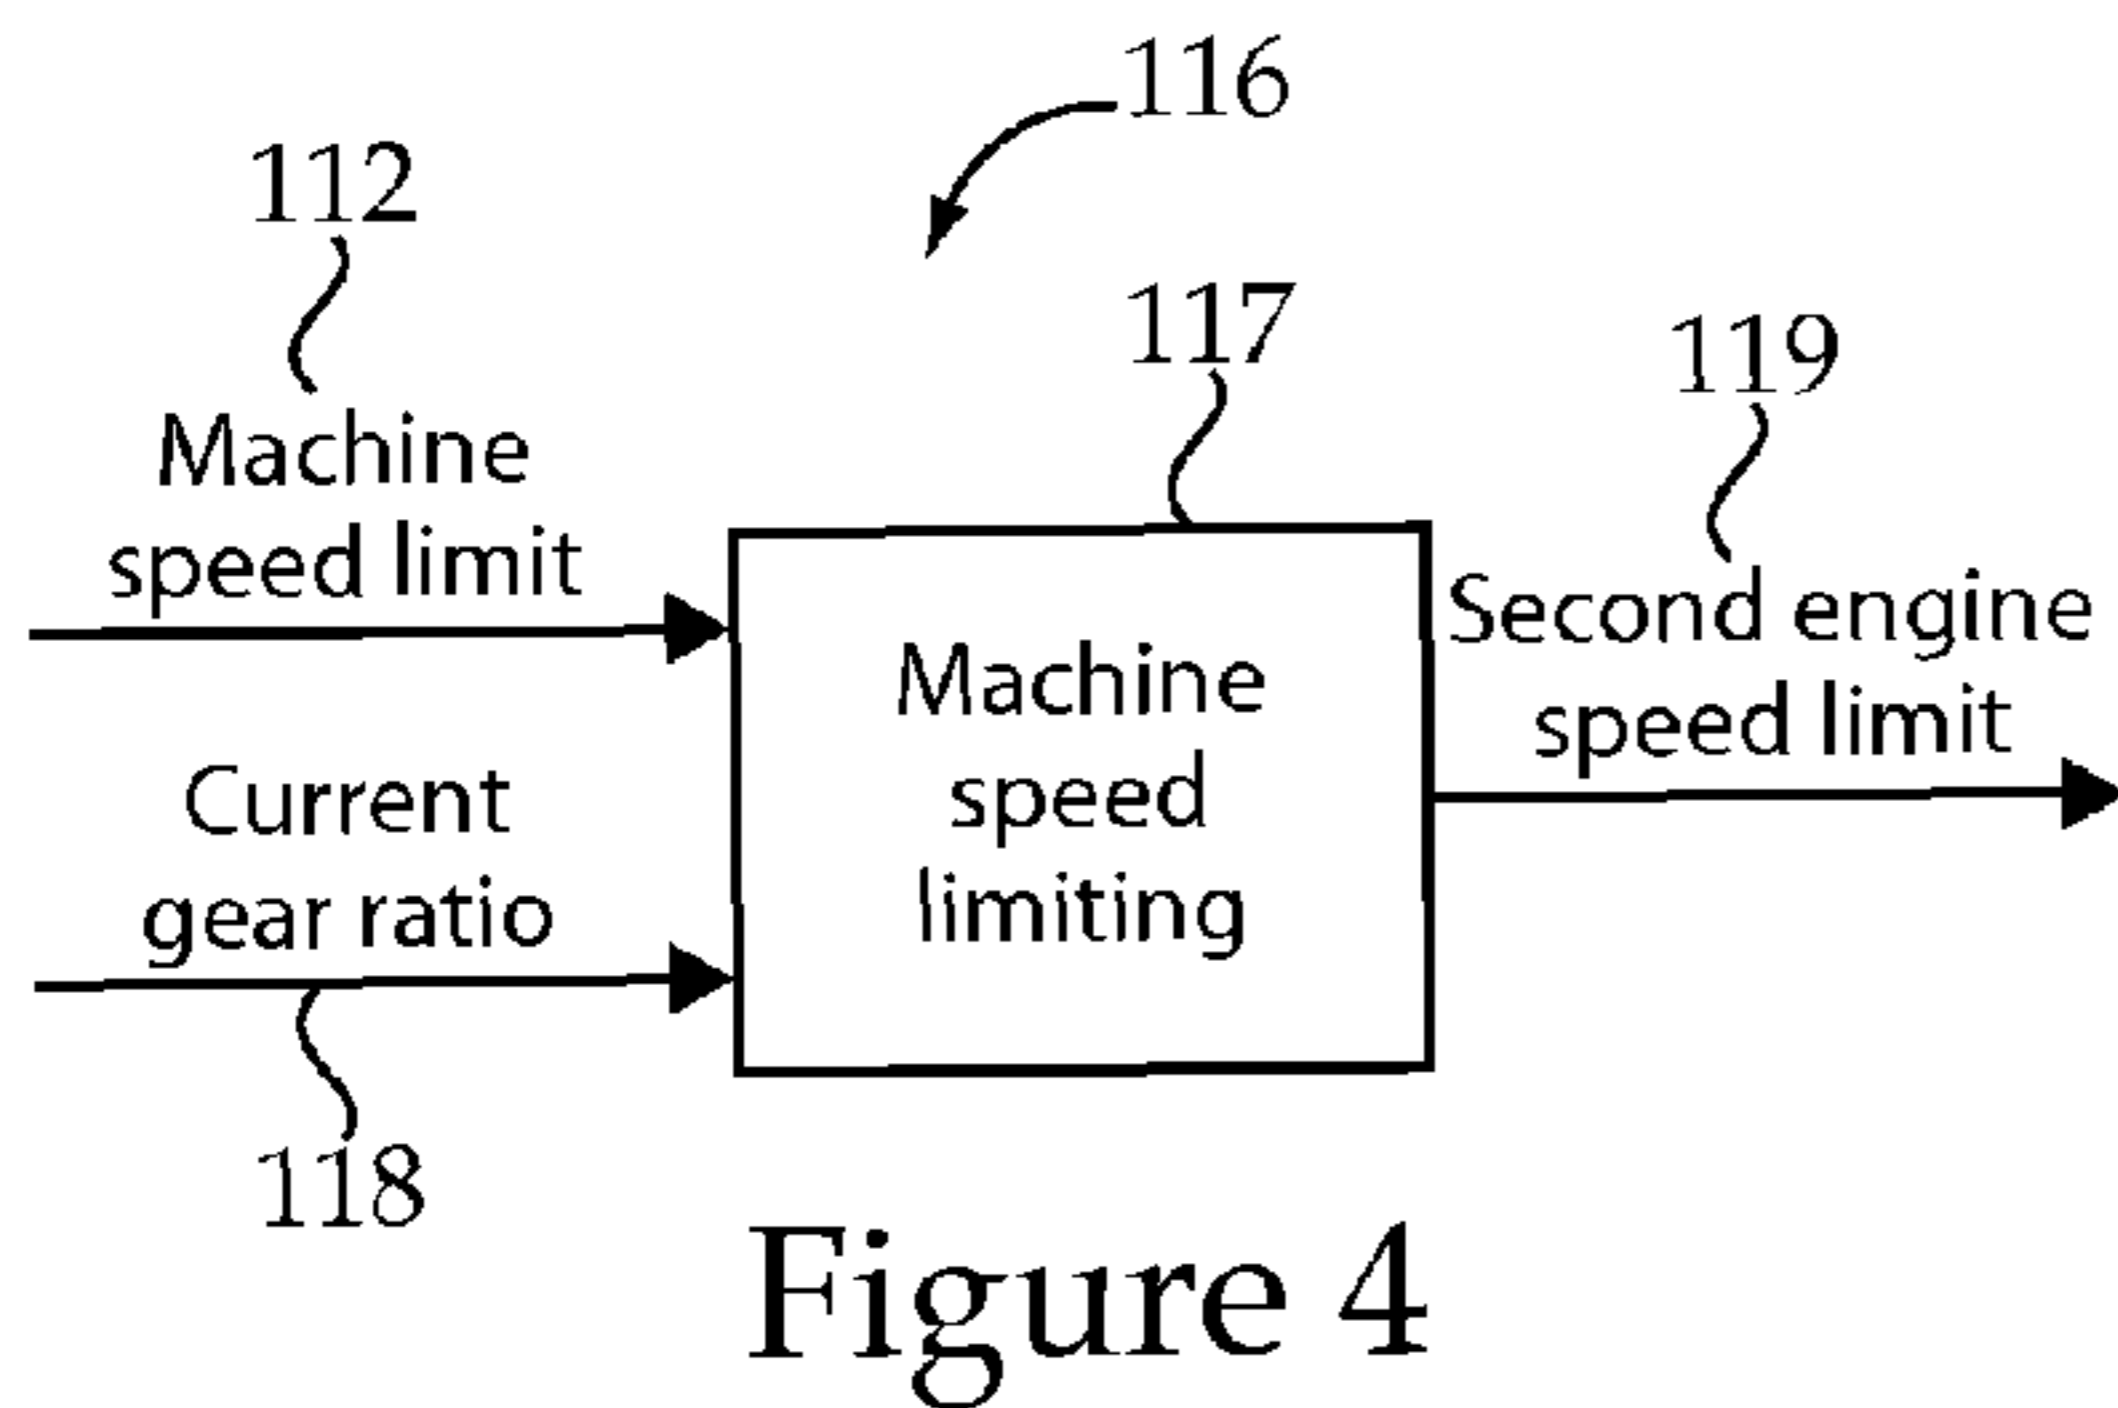 116
112
117
119
Machine
speed limit
Second engine
speed limit
Machine
speed
limiting
Current
gear ratio
118
Figure 4